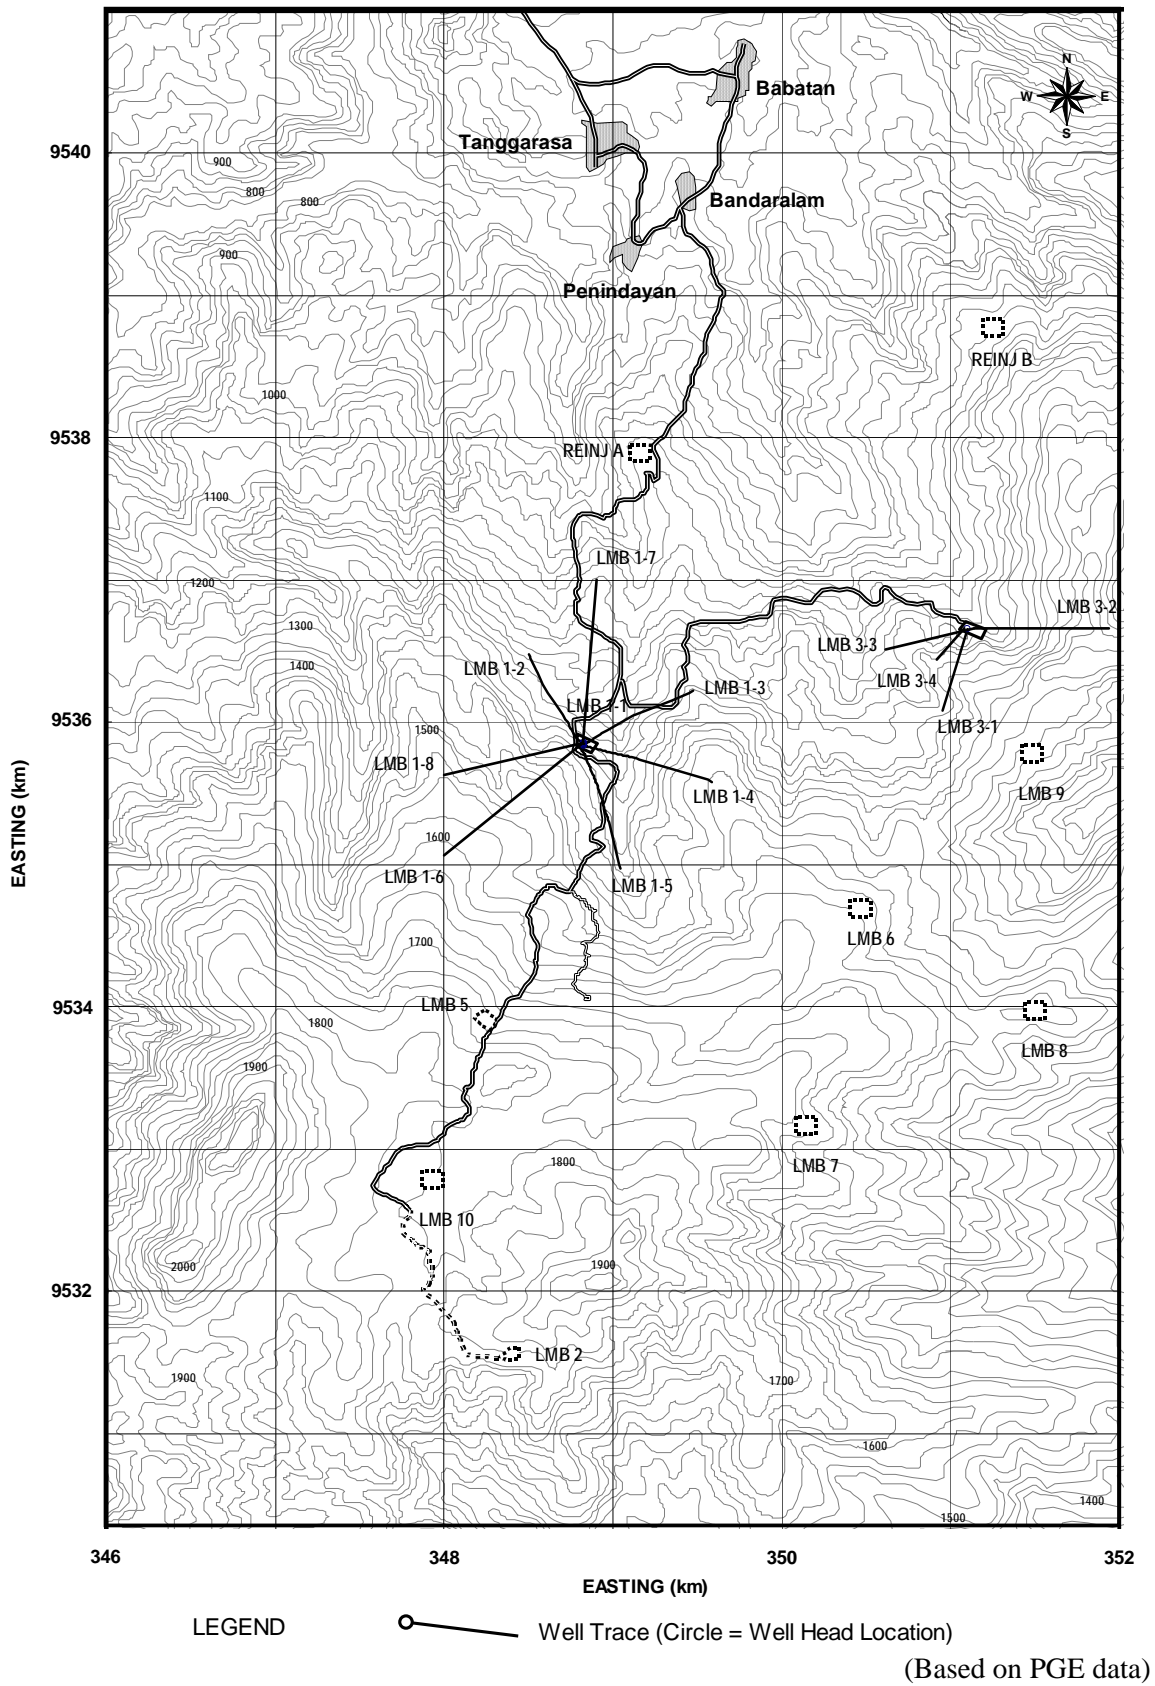 N
Babatan
W E
S
Tanggarasa
9540
900
800
800
Bandaralam
900
Penindayan
REINJ B
1000
9538
REINJ A
1100
LMB 1-7
1200
LMB 3-2
1300
LMB 3-3
1400
LMB 1-2
LMB 3-4
LMB 1-3
LMB 1-1
9536
1500
LMB 3-1
LMB 1-8
LMB 1-4
LMB 9
EASTING (km)
1600
LMB 1-6
LMB 1-5
LMB 6
1700
LMB 5
9534
1800
LMB 8
1900
1800
LMB 7
LMB 10
2000
1900
9532
LMB 2
1900
1700
1600
1400
1500
346 348 350 352
EASTING (km)
LEGEND
Well Trace (Circle = Well Head Location)
(Based on PGE data)